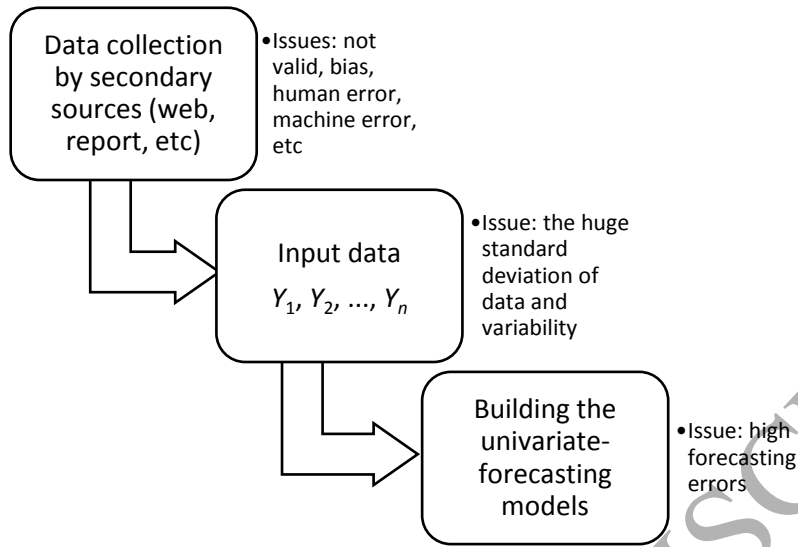 Data collection
by secondary
sources (web,
report, etc)
•Issues: not
valid, bias,
human error,
machine error,
etc
Input data
Y1, Y2, ..., Yn
•Issue: the huge
standard
deviation of
data and
variability
Building the
univariate-
forecasting
models
•Issue: high
forecasting
errors